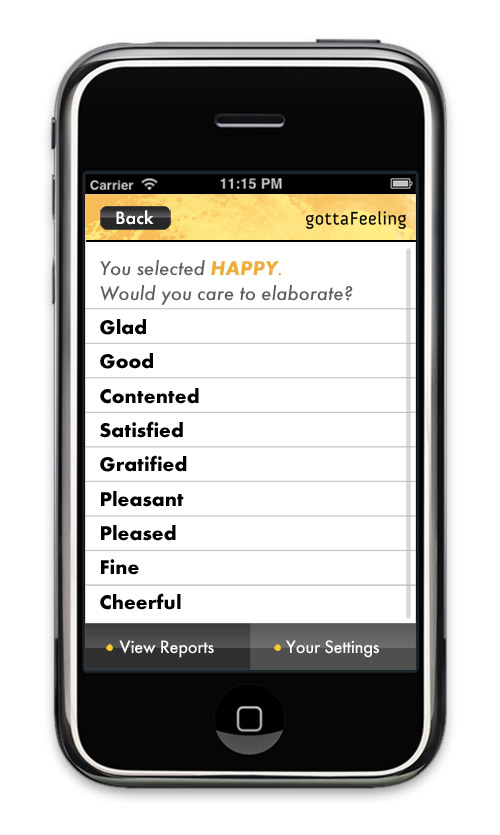 Carrier 11:15 PM
Back gottaFeeling
You selected HAPPY.
Would you care to elaborate?
Glad
Good
Contented
Satisfied
Gratified
Pleasant
Pleased
Fine
Cheerful
View Reports Your Settings